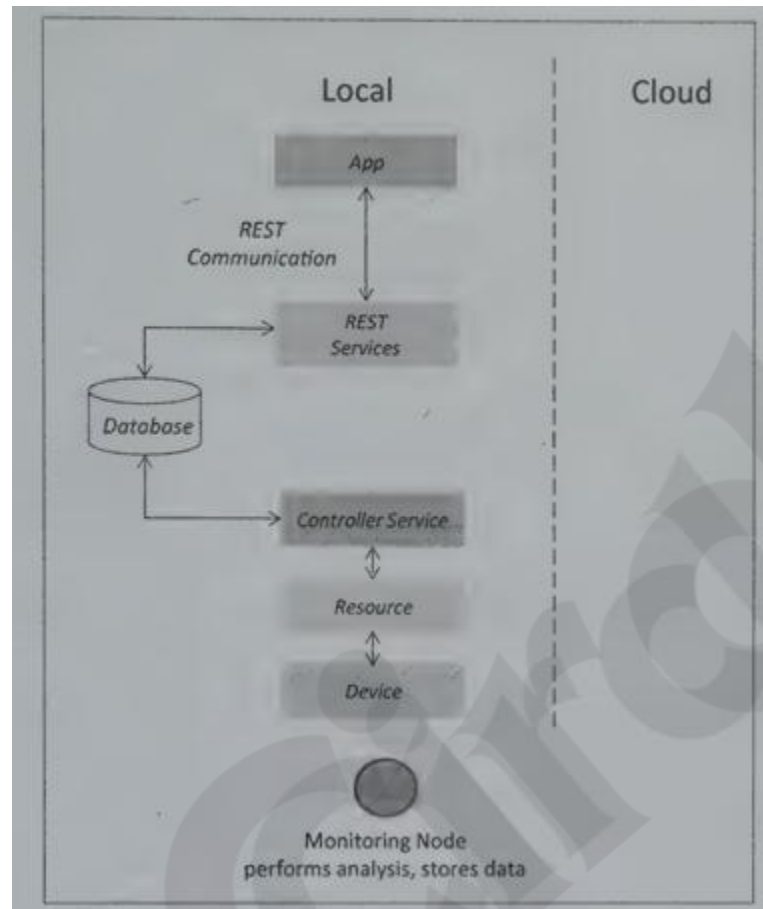 Local
Cloud
App
REST
Communication
REST
Services
Database
Controller Service...
Resource
Device
Monitoring Node
performs analysis, stores data